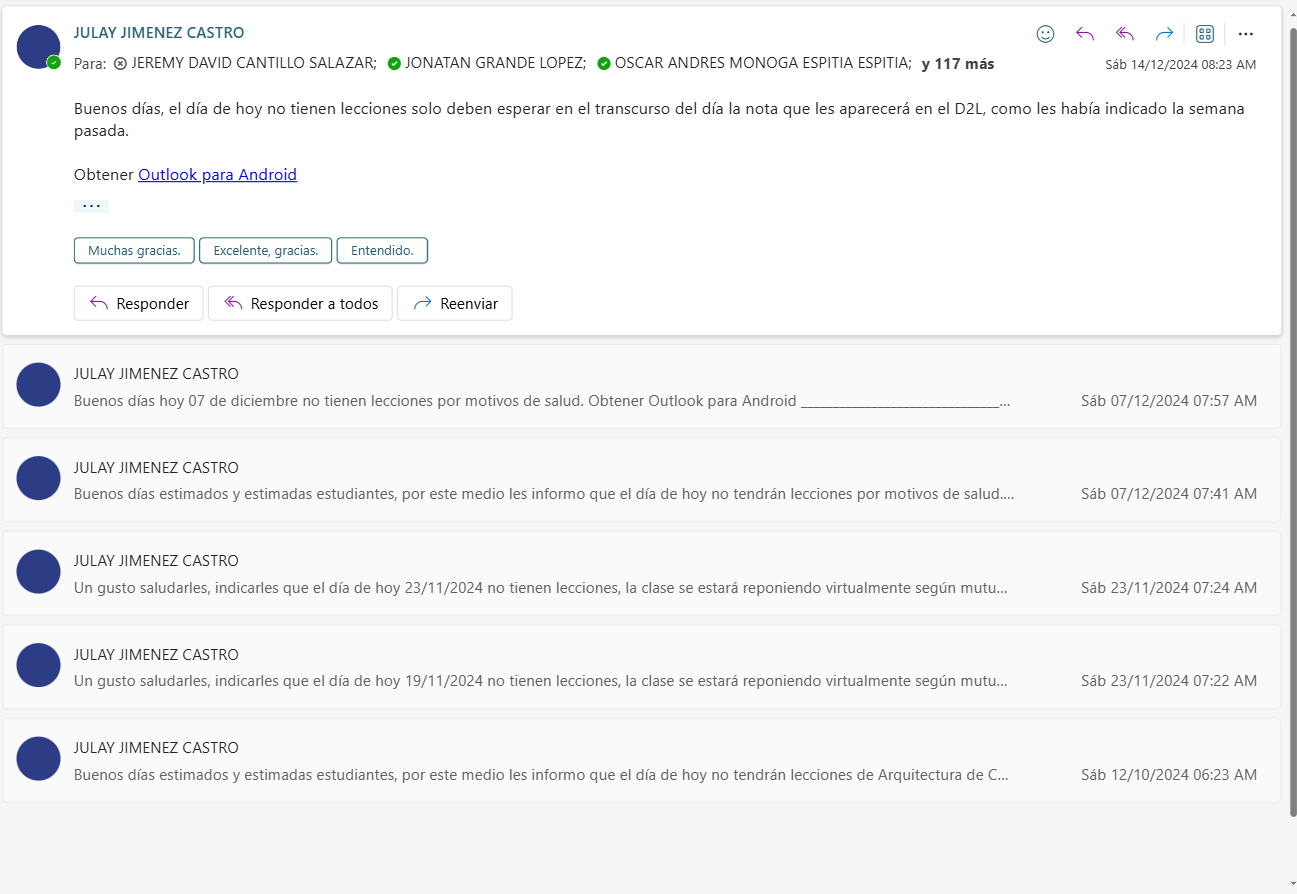 JULAY JIMENEZ CASTRO
Para: JEREMY DAVID CANTILLO SALAZAR; JONATAN GRANDE LOPEZ; OSCAR ANDRES MONOGA ESPITIA ESPITIA; y 117 más
Sáb 14/12/2024 08:23 AM
Buenos días, el día de hoy no tienen lecciones solo deben esperar en el transcurso del día la nota que les aparecerá en el D2L, como les había indicado la semana
pasada.
Obtener Outlook para Android
...
Muchas gracias. Excelente, gracias. Entendido.
Responder Responder a todos Reenviar
JULAY JIMENEZ CASTRO
Buenos días hoy 07 de diciembre no tienen lecciones por motivos de salud. Obtener Outlook para Android ________________________________... Sáb 07/12/2024 07:57 AM
JULAY JIMENEZ CASTRO
Buenos días estimados y estimadas estudiantes, por este medio les informo que el día de hoy no tendrán lecciones por motivos de salud.... Sáb 07/12/2024 07:41 AM
JULAY JIMENEZ CASTRO
Un gusto saludarles, indicarles que el día de hoy 23/11/2024 no tienen lecciones, la clase se estará reponiendo virtualmente según mutu... Sáb 23/11/2024 07:24 AM
JULAY JIMENEZ CASTRO
Un gusto saludarles, indicarles que el día de hoy 19/11/2024 no tienen lecciones, la clase se estará reponiendo virtualmente según mutu... Sáb 23/11/2024 07:22 AM
JULAY JIMENEZ CASTRO
Buenos días estimados y estimadas estudiantes, por este medio les informo que el día de hoy no tendrán lecciones de Arquitectura de C... Sáb 12/10/2024 06:23 AM